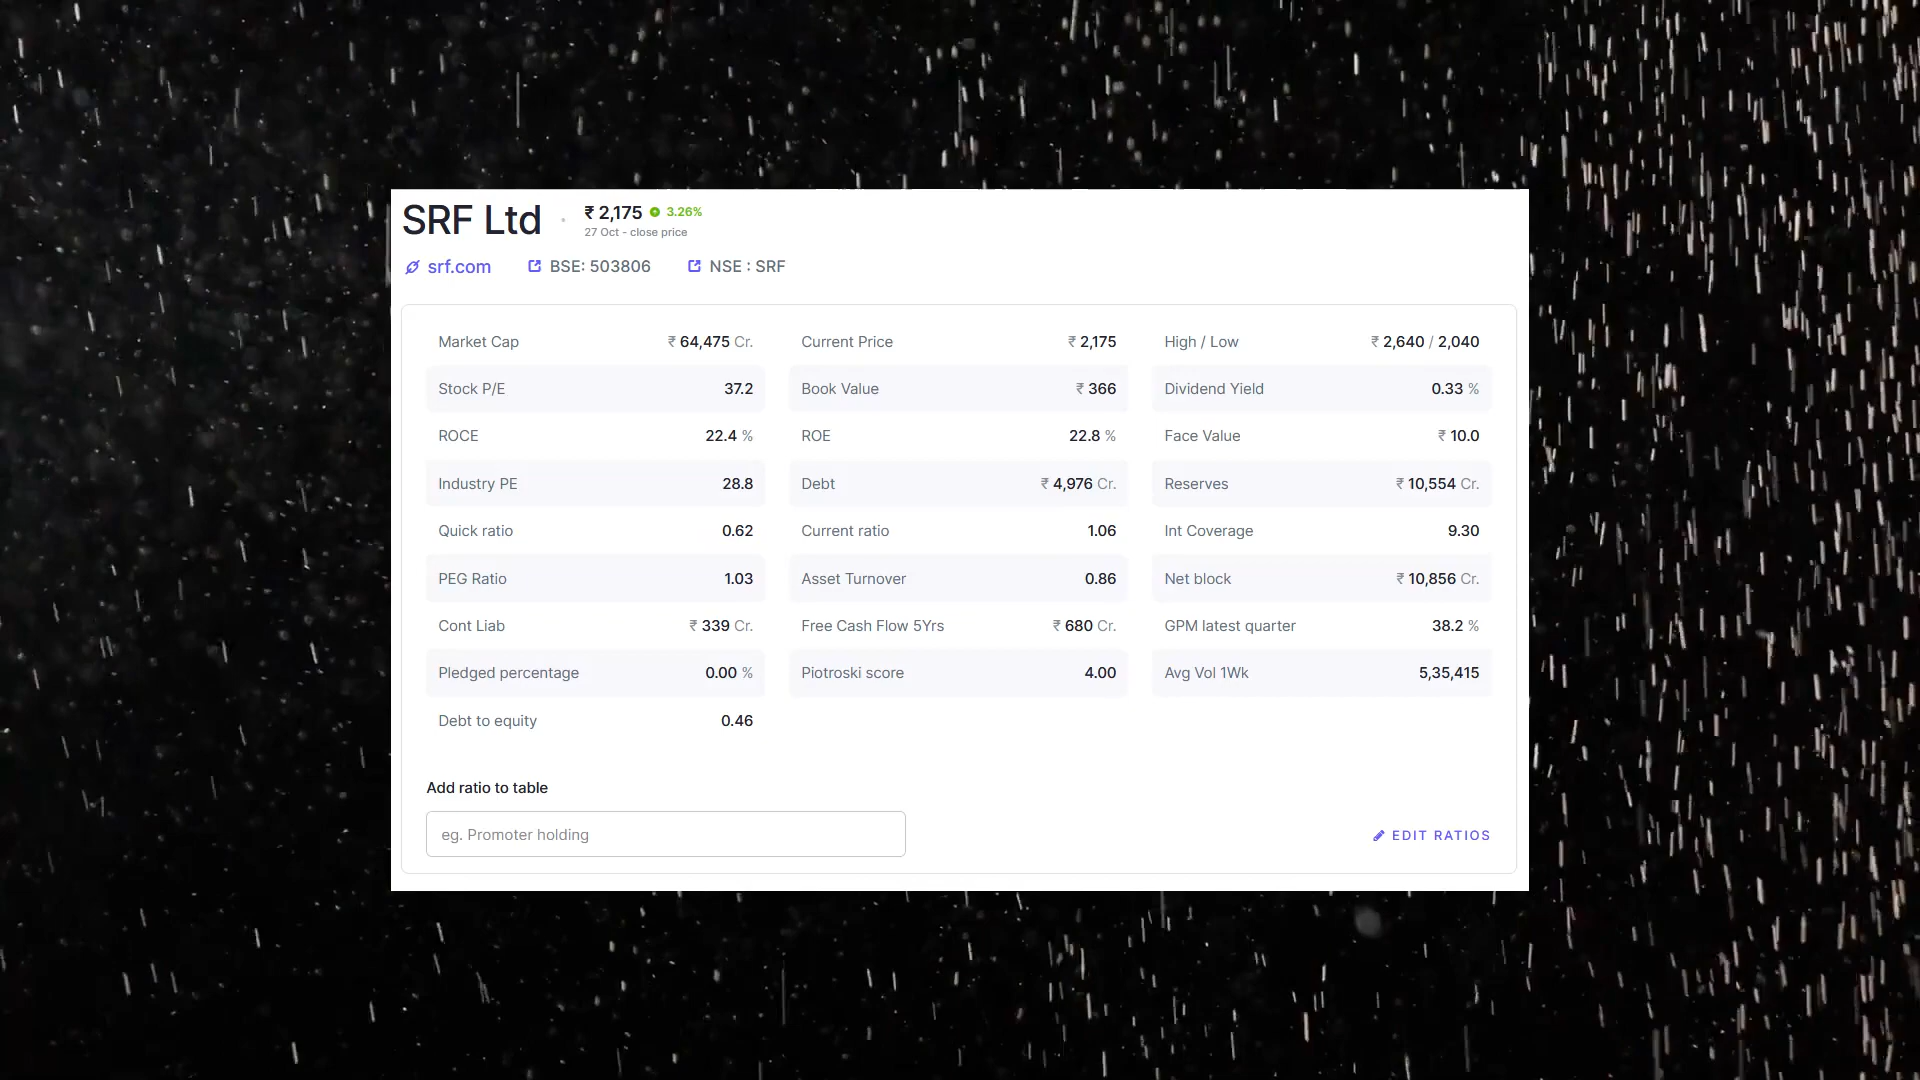 SRF Ltd
₹ 2,175 3.26%
27 Oct - close price
srf.com BSE: 503806 NSE : SRF
Market Cap ₹ 64,475 Cr. Current Price ₹ 2,175 High / Low ₹ 2,640 / 2,040
Stock P/E 37.2 Book Value ₹ 366 Dividend Yield 0.33 %
ROCE 22.4 % ROE 22.8 % Face Value ₹ 10.0
Industry PE 28.8 Debt ₹ 4,976 Cr. Reserves ₹ 10,554 Cr.
Quick ratio 0.62 Current ratio 1.06 Int Coverage 9.30
PEG Ratio 1.03 Asset Turnover 0.86 Net block ₹ 10,856 Cr.
Cont Liab ₹ 339 Cr. Free Cash Flow 5Yrs ₹ 680 Cr. GPM latest quarter 38.2 %
Pledged percentage 0.00 % Piotroski score 4.00 Avg Vol 1Wk 5,35,415
Debt to equity 0.46
Add ratio to table
eg. Promoter holding EDIT RATIOS